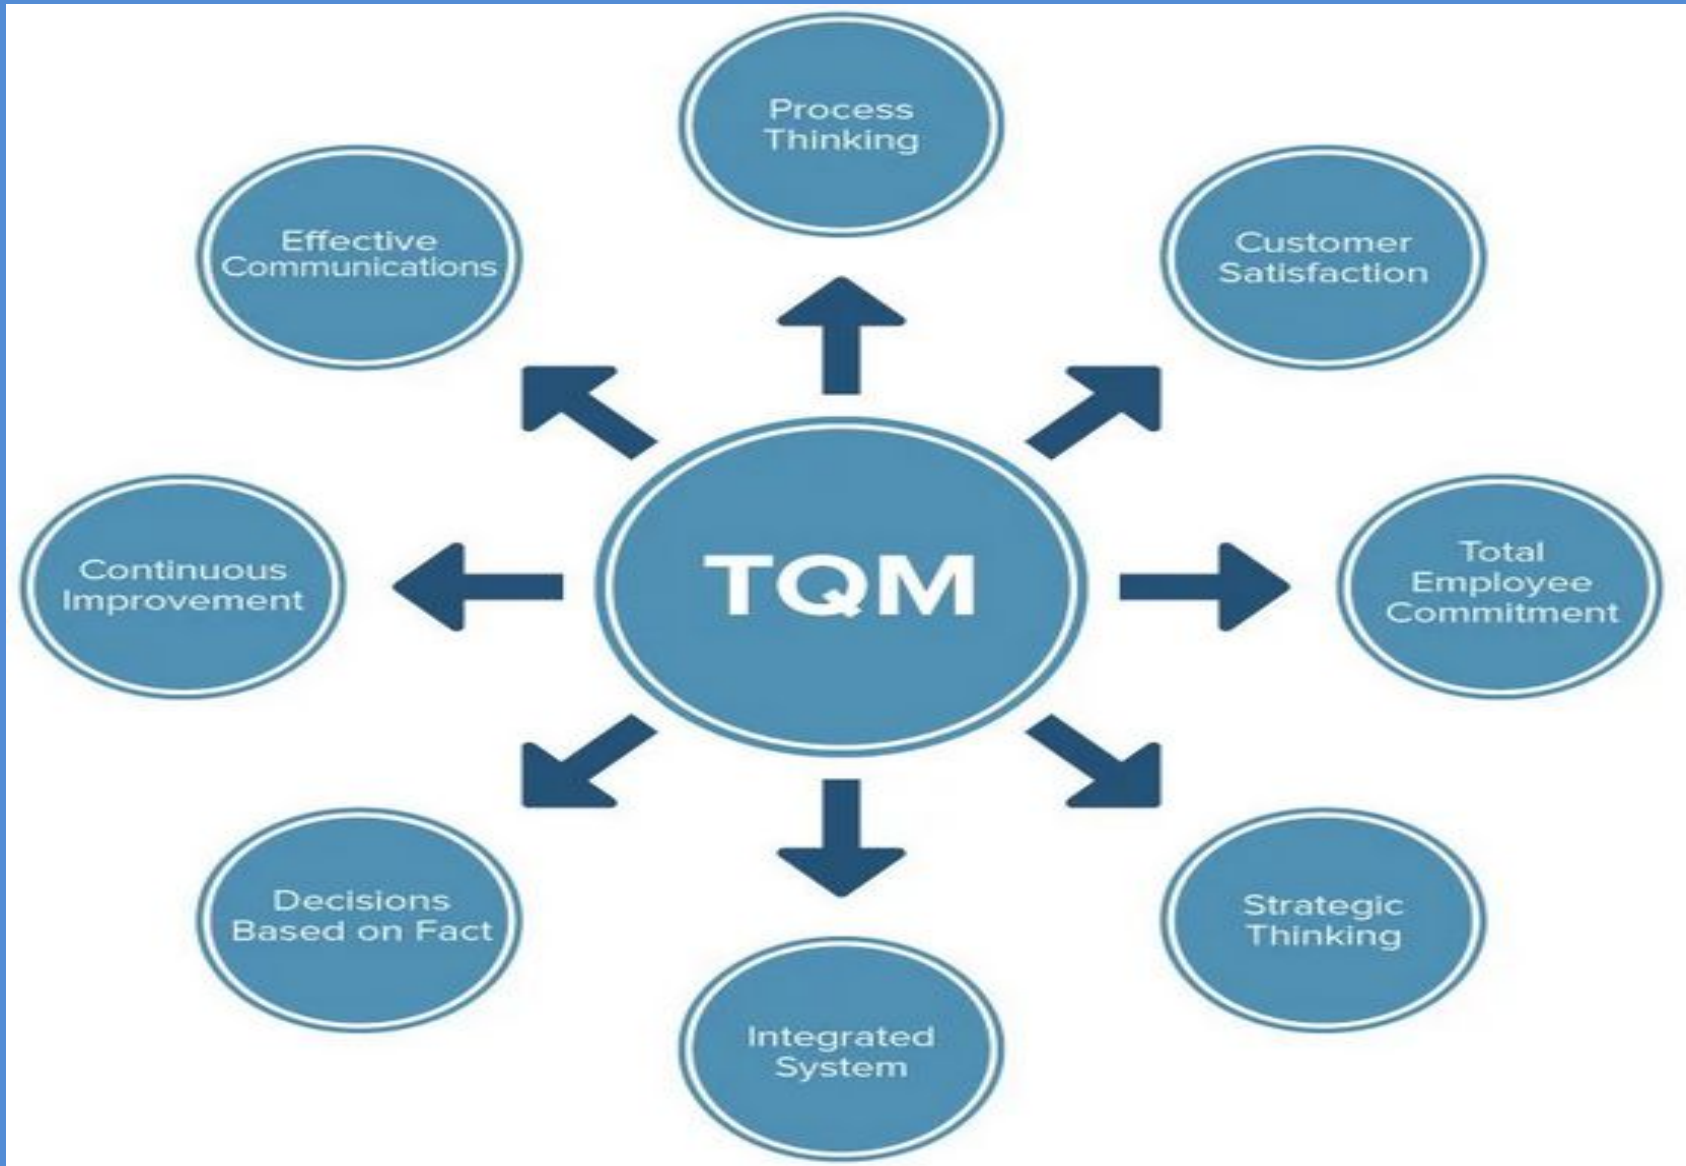 Process
Thinking
Effective
Communications
Customer
Satisfaction
TQM
Continuous
Improvement
Total
Employee
Commitment
Decisions
Based on Fact
Strategic
Thinking
Integrated
System